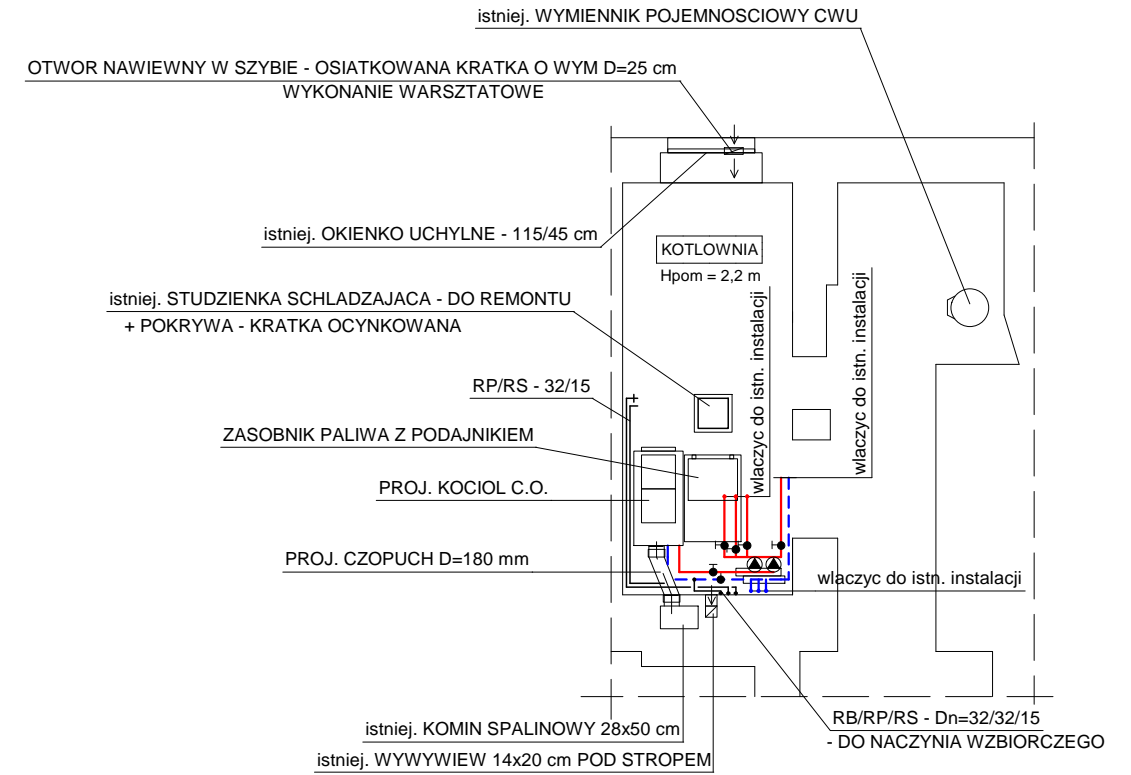 istniej. WYMIENNIK POJEMNOSCIOWY CWU
OTWOR NAWIEWNY W SZYBIE - OSIATKOWANA KRATKA O WYM D=25 cm
WYKONANIE WARSZTATOWE
istniej. OKIENKO UCHYLNE - 115/45 cm
KOTLOWNIA
Hpom = 2,2 m
istniej. STUDZIENKA SCHLADZAJACA - DO REMONTU
+ POKRYWA - KRATKA OCYNKOWANA
wlaczyc do istn. instalacji
wlaczyc do istn. instalacji
RP/RS - 32/15
ZASOBNIK PALIWA Z PODAJNIKIEM
PROJ. KOCIOL C.O.
PROJ. CZOPUCH D=180 mm
wlaczyc do istn. instalacji
istniej. KOMIN SPALINOWY 28x50 cm
istniej. WYWYWIEW 14x20 cm POD STROPEM
RB/RP/RS - Dn=32/32/15
- DO NACZYNIA WZBIORCZEGO